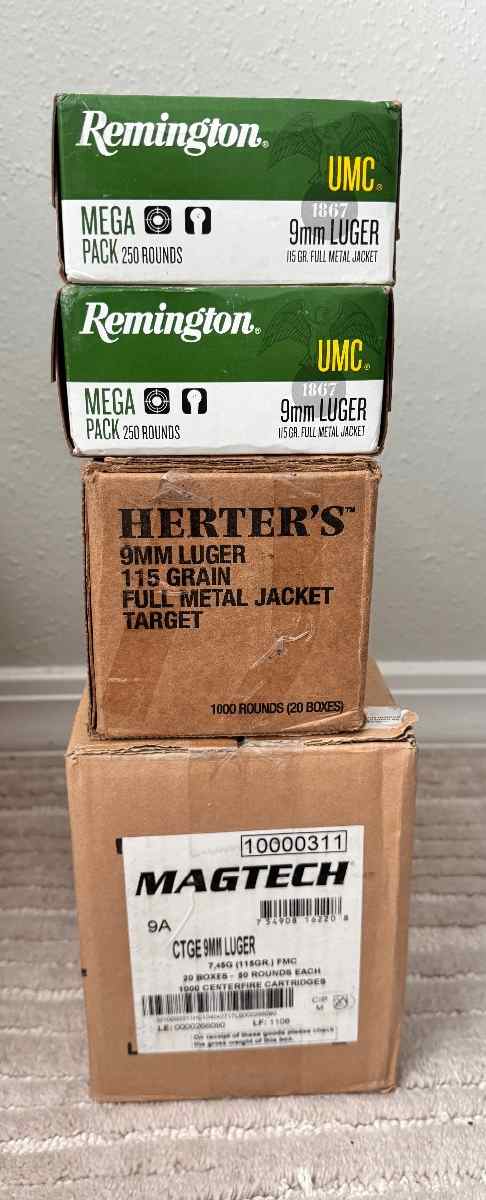 Remington®
UMC®
1867
MEGA
PACK 250 ROUNDS
9mm LUGER
115 GR. FULL METAL JACKET
Remington®
UMC®
1867
MEGA
PACK 250 ROUNDS
9mm LUGER
115 GR. FULL METAL JACKET
HERTER'S™
9MM LUGER
115 GRAIN
FULL METAL JACKET
TARGET
1000 ROUNDS (20 BOXES)
10000311
MAGTECH
9A
7 54908 16220 8
CTGE 9MM LUGER
7,45G (115GR.) FMC
20 BOXES - 50 ROUNDS EACH
1000 CENTERFIRE CARTRIDGES
CIP
M
LF: 1108
On receipt of these goods please check
the gross weight of this box.